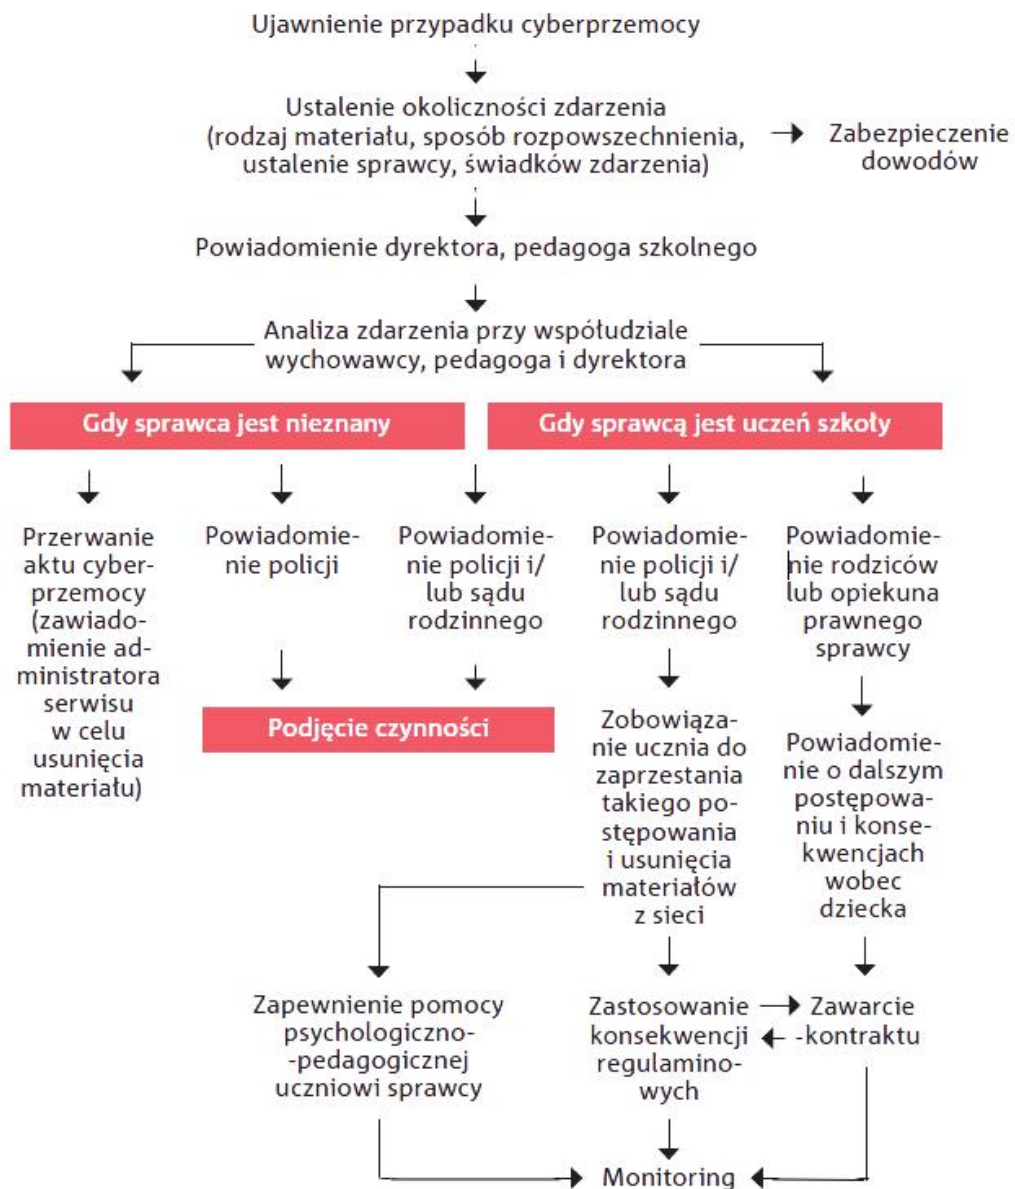 Ujawnienie przypadku cyberprzemocy
Ustalenie okoliczności zdarzenia
(rodzaj materiału, sposób rozpowszechnienia,
ustalenie sprawcy, świadków zdarzenia)
Zabezpieczenie
dowodów
Powiadomienie dyrektora, pedagoga szkolnego
Analiza zdarzenia przy współudziale
wychowawcy, pedagoga i dyrektora
Gdy sprawca jest nieznany
Gdy sprawcą jest uczeń szkoły
Przerwanie
aktu cyber-
przemocy
(zawiado-
mienie ad-
ministratora
serwisu
w celu
usunięcia
materiału)
Powiadomie-
nie policji
Powiadomie-
nie policji i/
lub sądu
rodzinnego
Podjęcie czynności
Powiadomie-
nie policji i/
lub sądu
rodzinnego
Zobowiąza-
nie ucznia do
zaprzestania
takiego po-
stępowania
i usunięcia
materiałów
z sieci
Powiadomie-
nie rodziców
lub opiekuna
prawnego
sprawcy
Powiadomie-
nie o dalszym
postępowa-
niu i konse-
kwencjach
wobec
dziecka
Zapewnienie pomocy
psychologiczno-
-pedagogicznej
uczniowi sprawcy
Zastosowanie
konsekwencji
regulamino-
wych
Zawarcie
-kontraktu
Monitoring